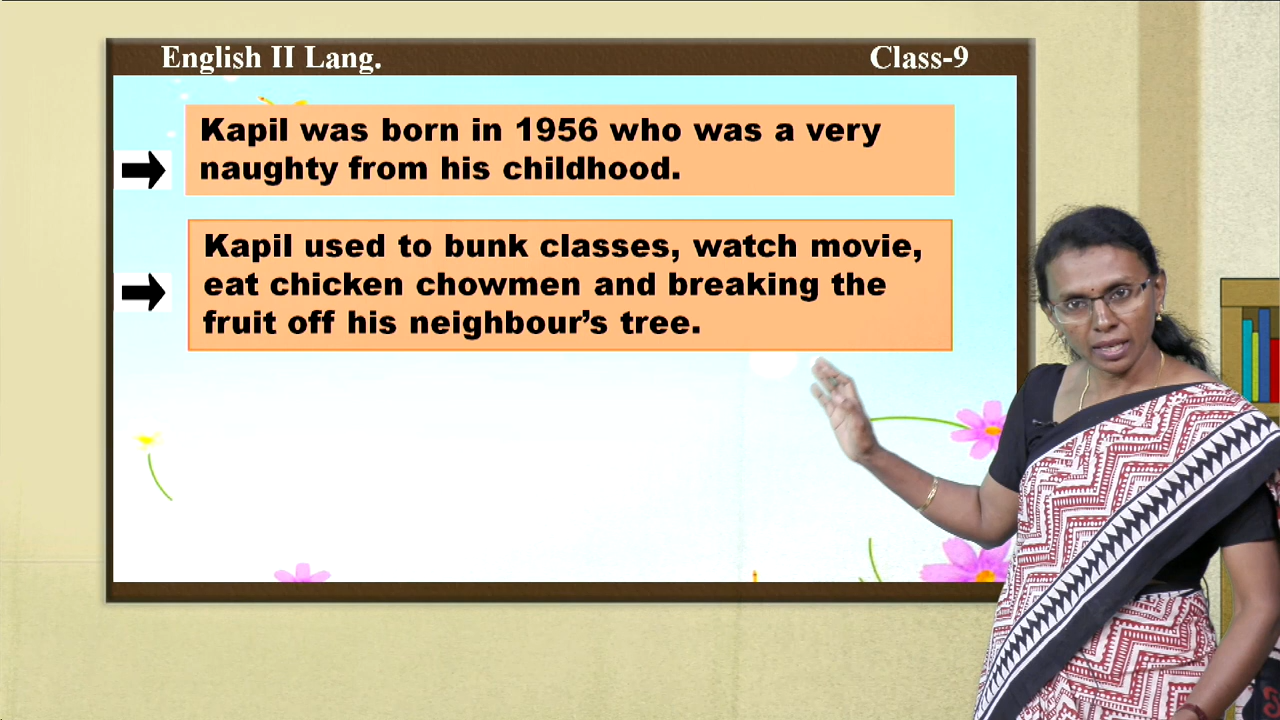 English II Lang. Class-9
Kapil was born in 1956 who was a very
naughty from his childhood.
Kapil used to bunk classes, watch movie,
eat chicken chowmen and breaking the
fruit off his neighbour's tree.